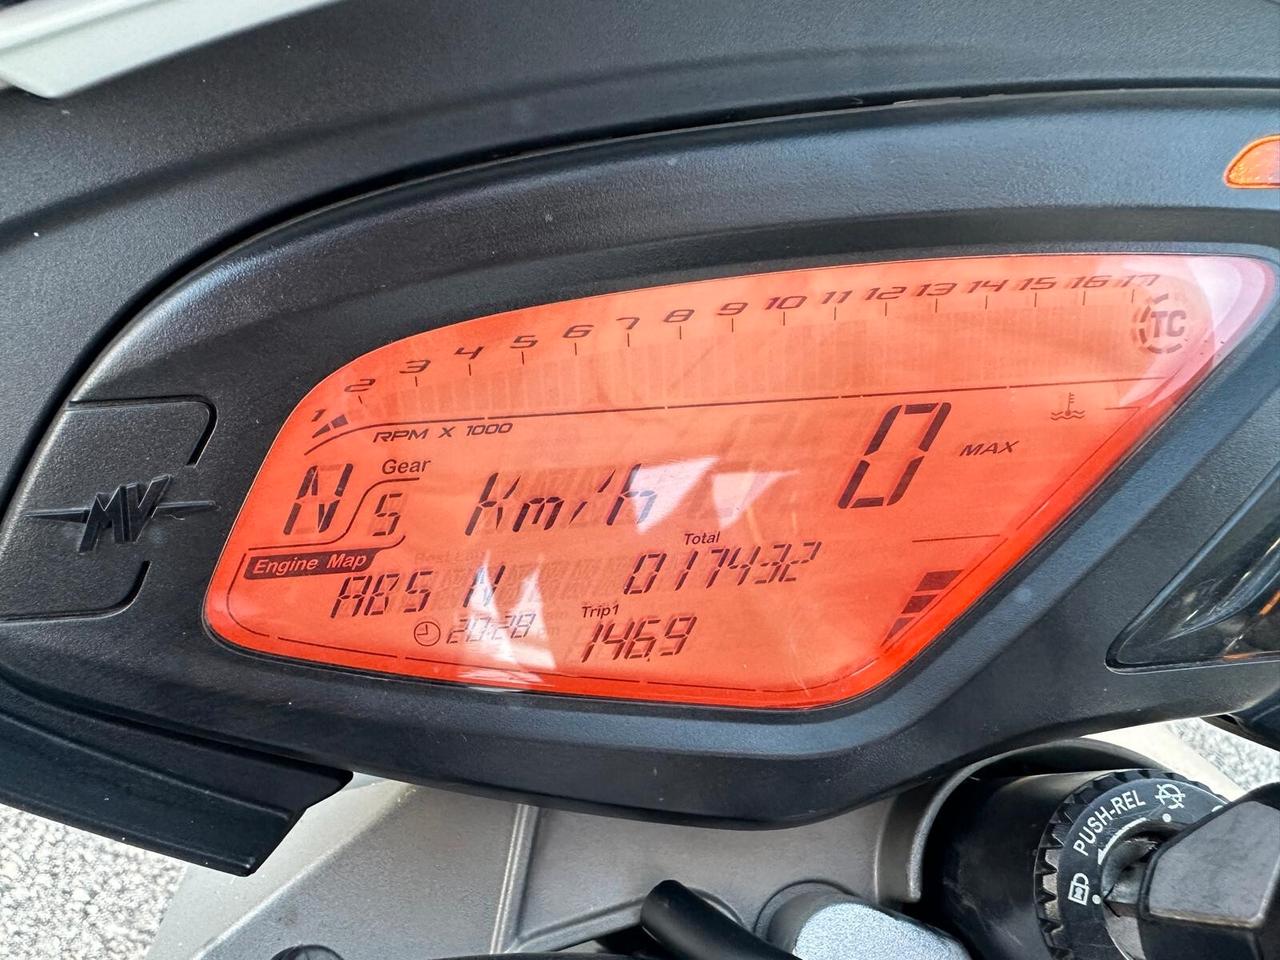 1 2 3 4 5 6 7 8 9 10 11 12 13 14 15 16 17
TC
RPM X 1000
N Gear S Km/h 0 MAX
Engine Map
Total
ABS N 017432
Trip1
20:28 146.9
MV
PUSH-REL